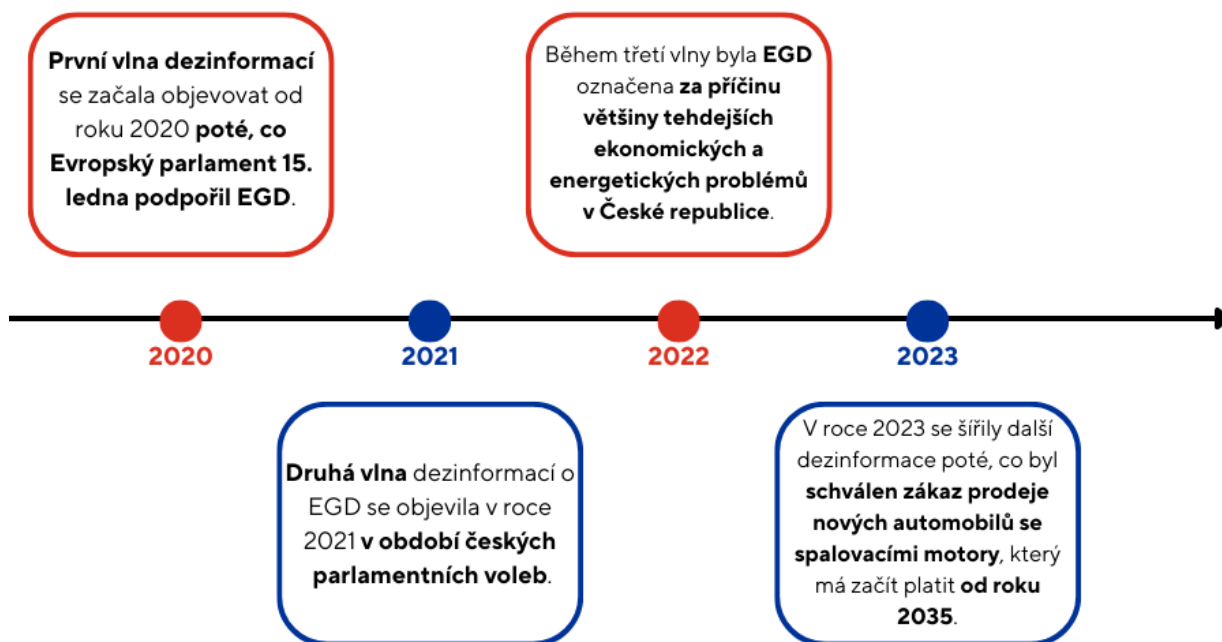 První vlna dezinformací
se začala objevovat od
roku 2020 poté, co
Evropský parlament 15.
ledna podpořil EGD.
Během třetí vlny byla EGD
označena za příčinu
většiny tehdejších
ekonomických a
energetických problémů
v České republice.
2020
2021
2022
2023
Druhá vlna dezinformací o
EGD se objevila v roce
2021 v období českých
parlamentních voleb.
V roce 2023 se šířily další
dezinformace poté, co byl
schválen zákaz prodeje
nových automobilů se
spalovacími motory, který
má začít platit od roku
2035.